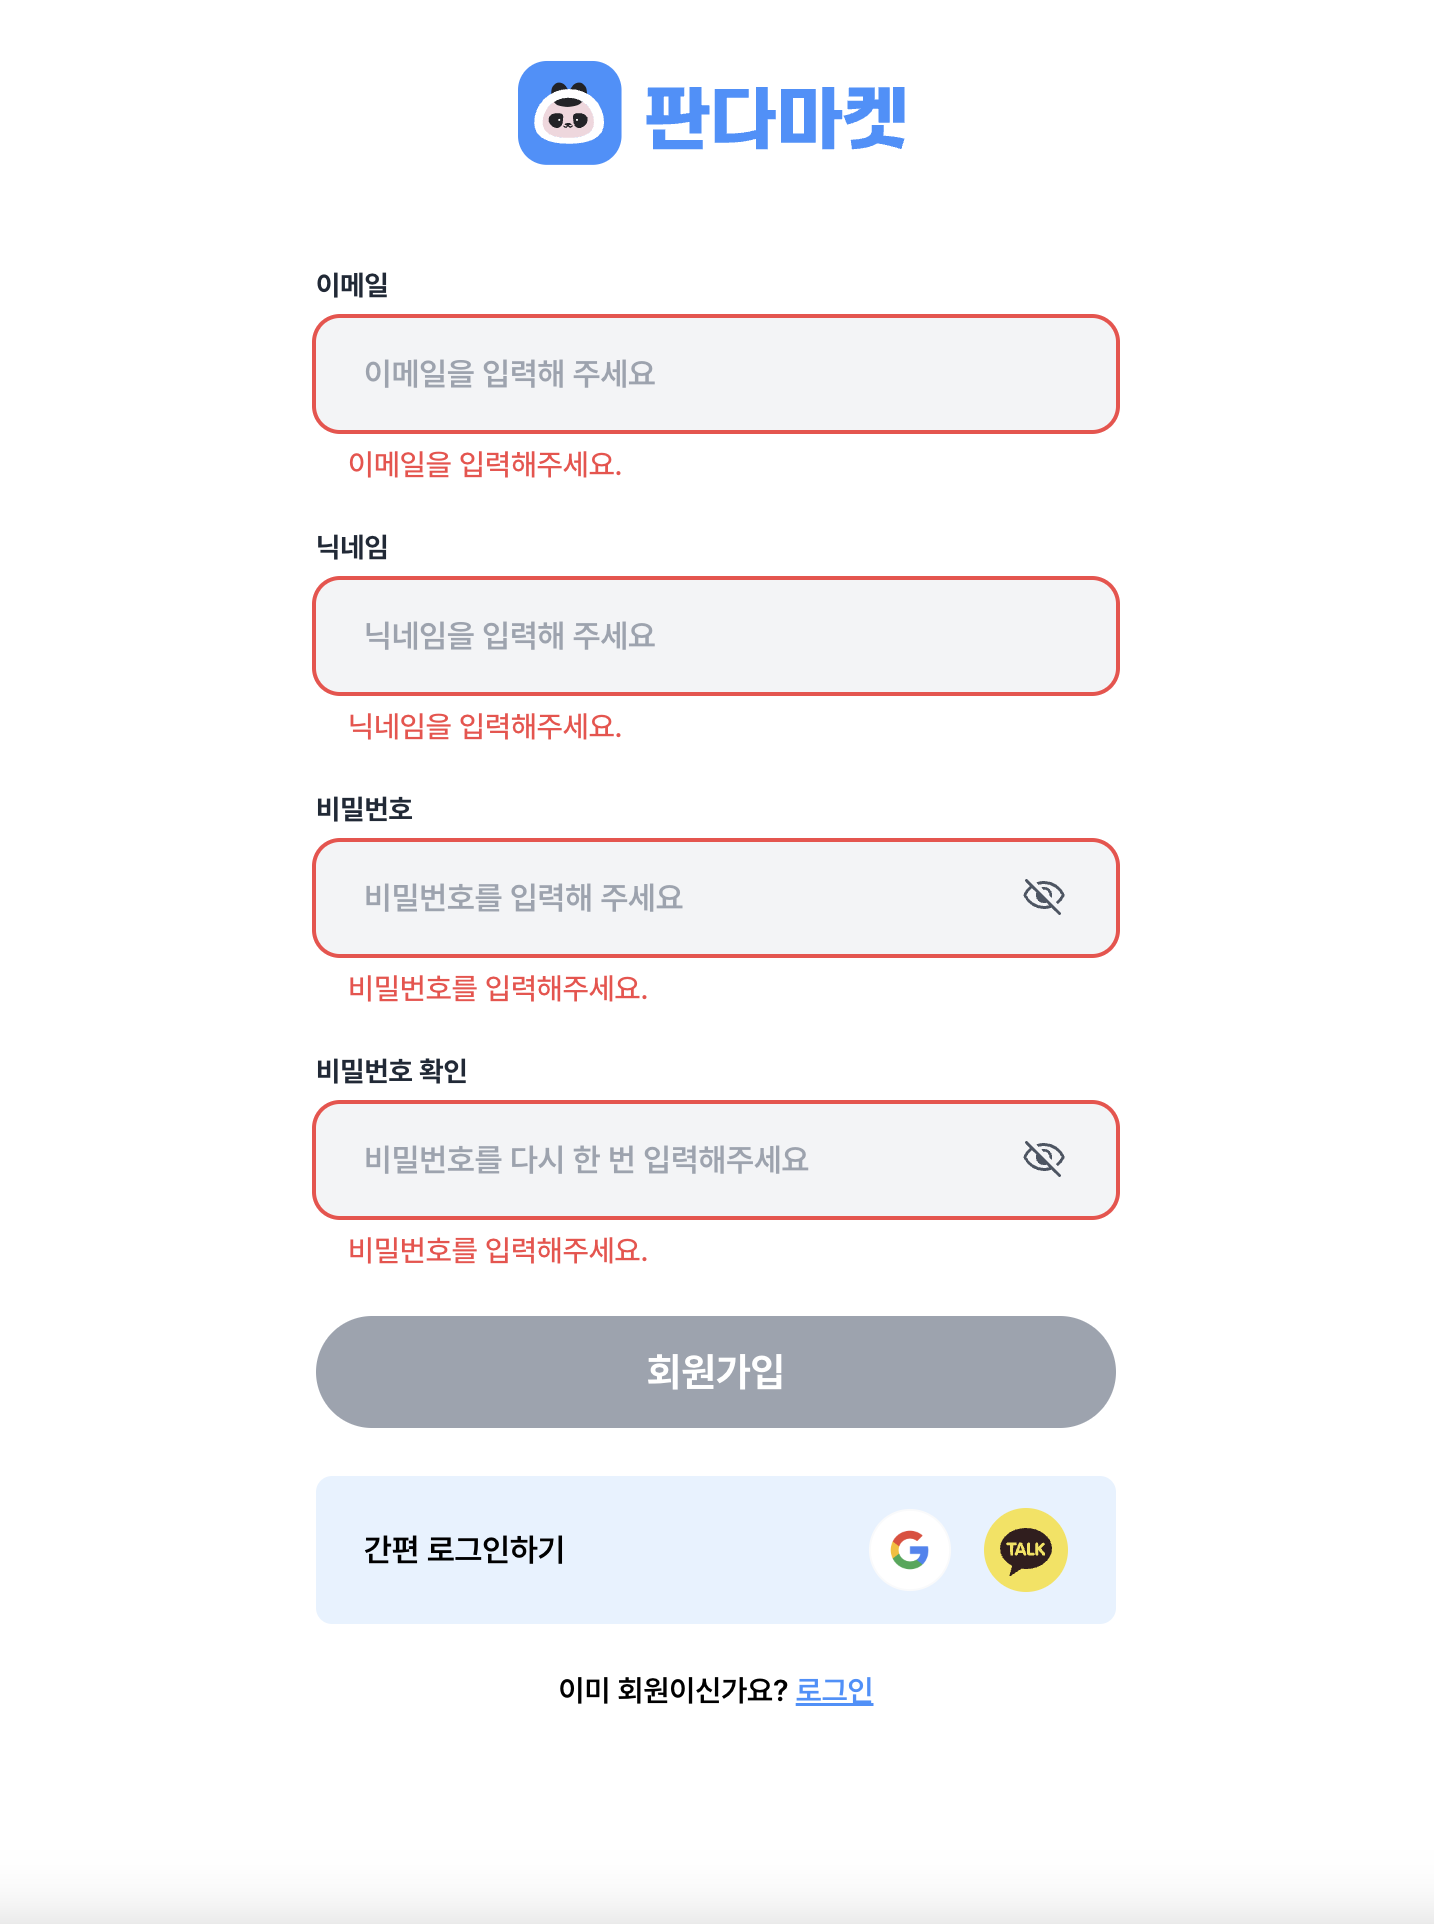 판다마켓
이메일
이메일을 입력해 주세요
이메일을 입력해주세요.
닉네임
닉네임을 입력해 주세요
닉네임을 입력해주세요.
비밀번호
비밀번호를 입력해 주세요
비밀번호를 입력해주세요.
비밀번호 확인
비밀번호를 다시 한 번 입력해주세요
비밀번호를 입력해주세요.
회원가입
간편 로그인하기
G
TALK
이미 회원이신가요? 로그인